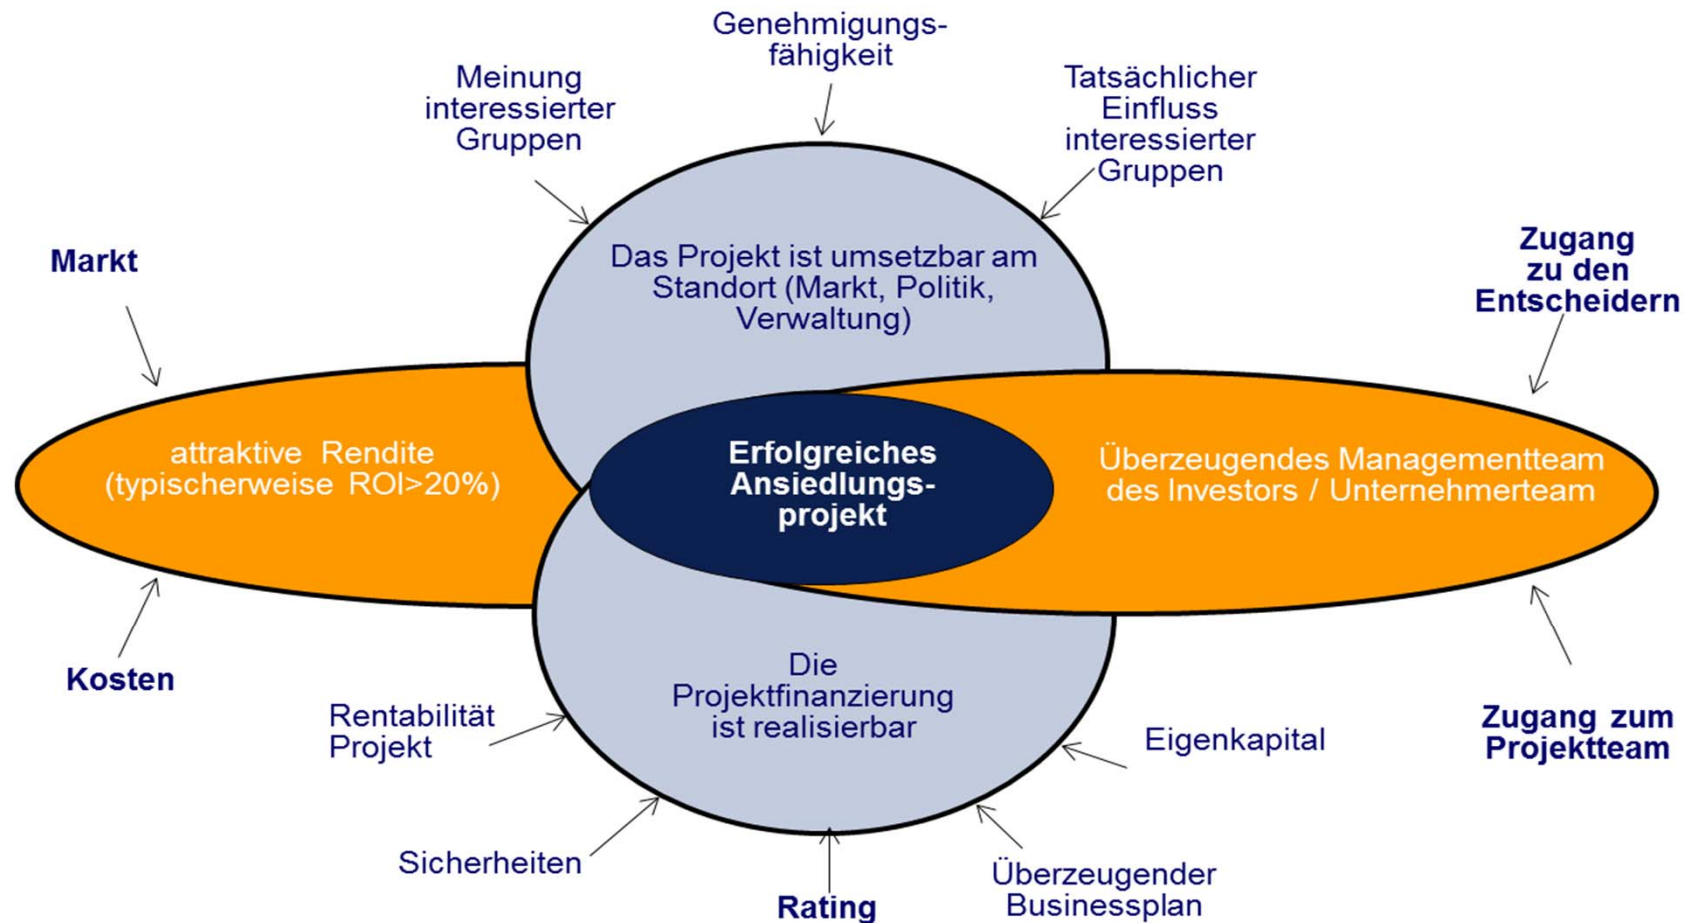 Genehmigungs-
fähigkeit
Meinung
interessierter
Gruppen
Tatsächlicher
Einfluss
interessierter
Gruppen
Markt
Das Projekt ist umsetzbar am
Standort (Markt, Politik,
Verwaltung)
Zugang
zu den
Entscheidern
attraktive Rendite
(typischerweise ROI>20%)
Erfolgreiches
Ansiedlungs-
projekt
Überzeugendes Managementteam
des Investors / Unternehmerteam
Kosten
Die
Projektfinanzierung
ist realisierbar
Rentabilität
Projekt
Eigenkapital
Zugang zum
Projektteam
Sicherheiten
Rating
Überzeugender
Businessplan